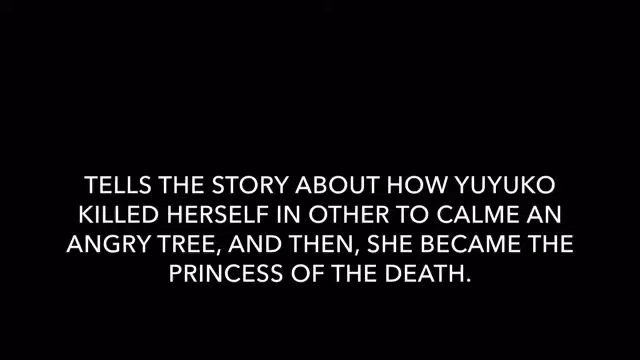 TELLS THE STORY ABOUT HOW YUYUKO
KILLED HERSELF IN OTHER TO CALME AN
ANGRY TREE, AND THEN, SHE BECAME THE
PRINCESS OF THE DEATH.